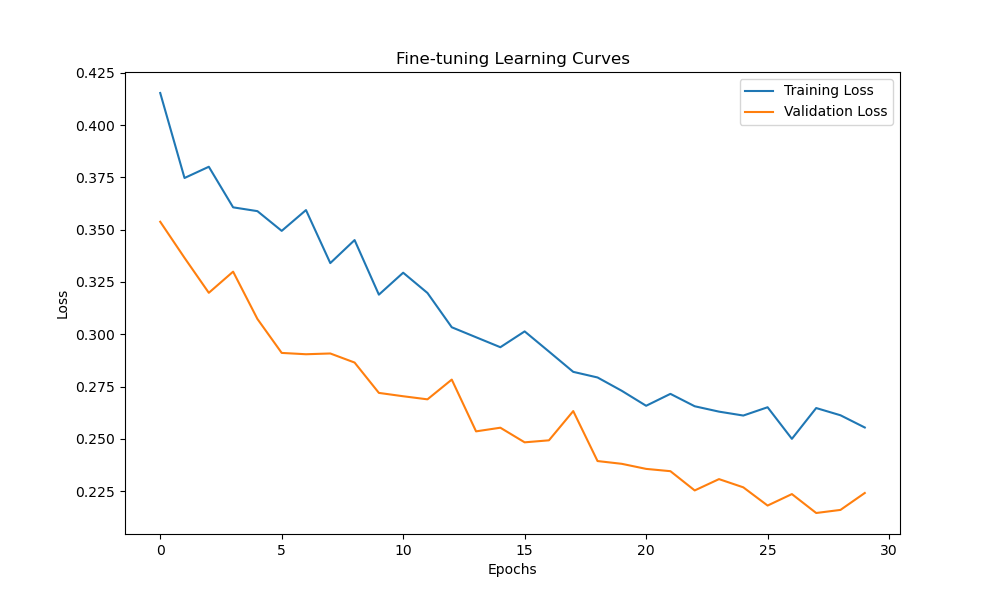 Fine-tuning Learning Curves
Training Loss
Validation Loss
Loss
0.425
0.400
0.375
0.350
0.325
0.300
0.275
0.250
0.225
0 5 10 15 20 25 30
Epochs